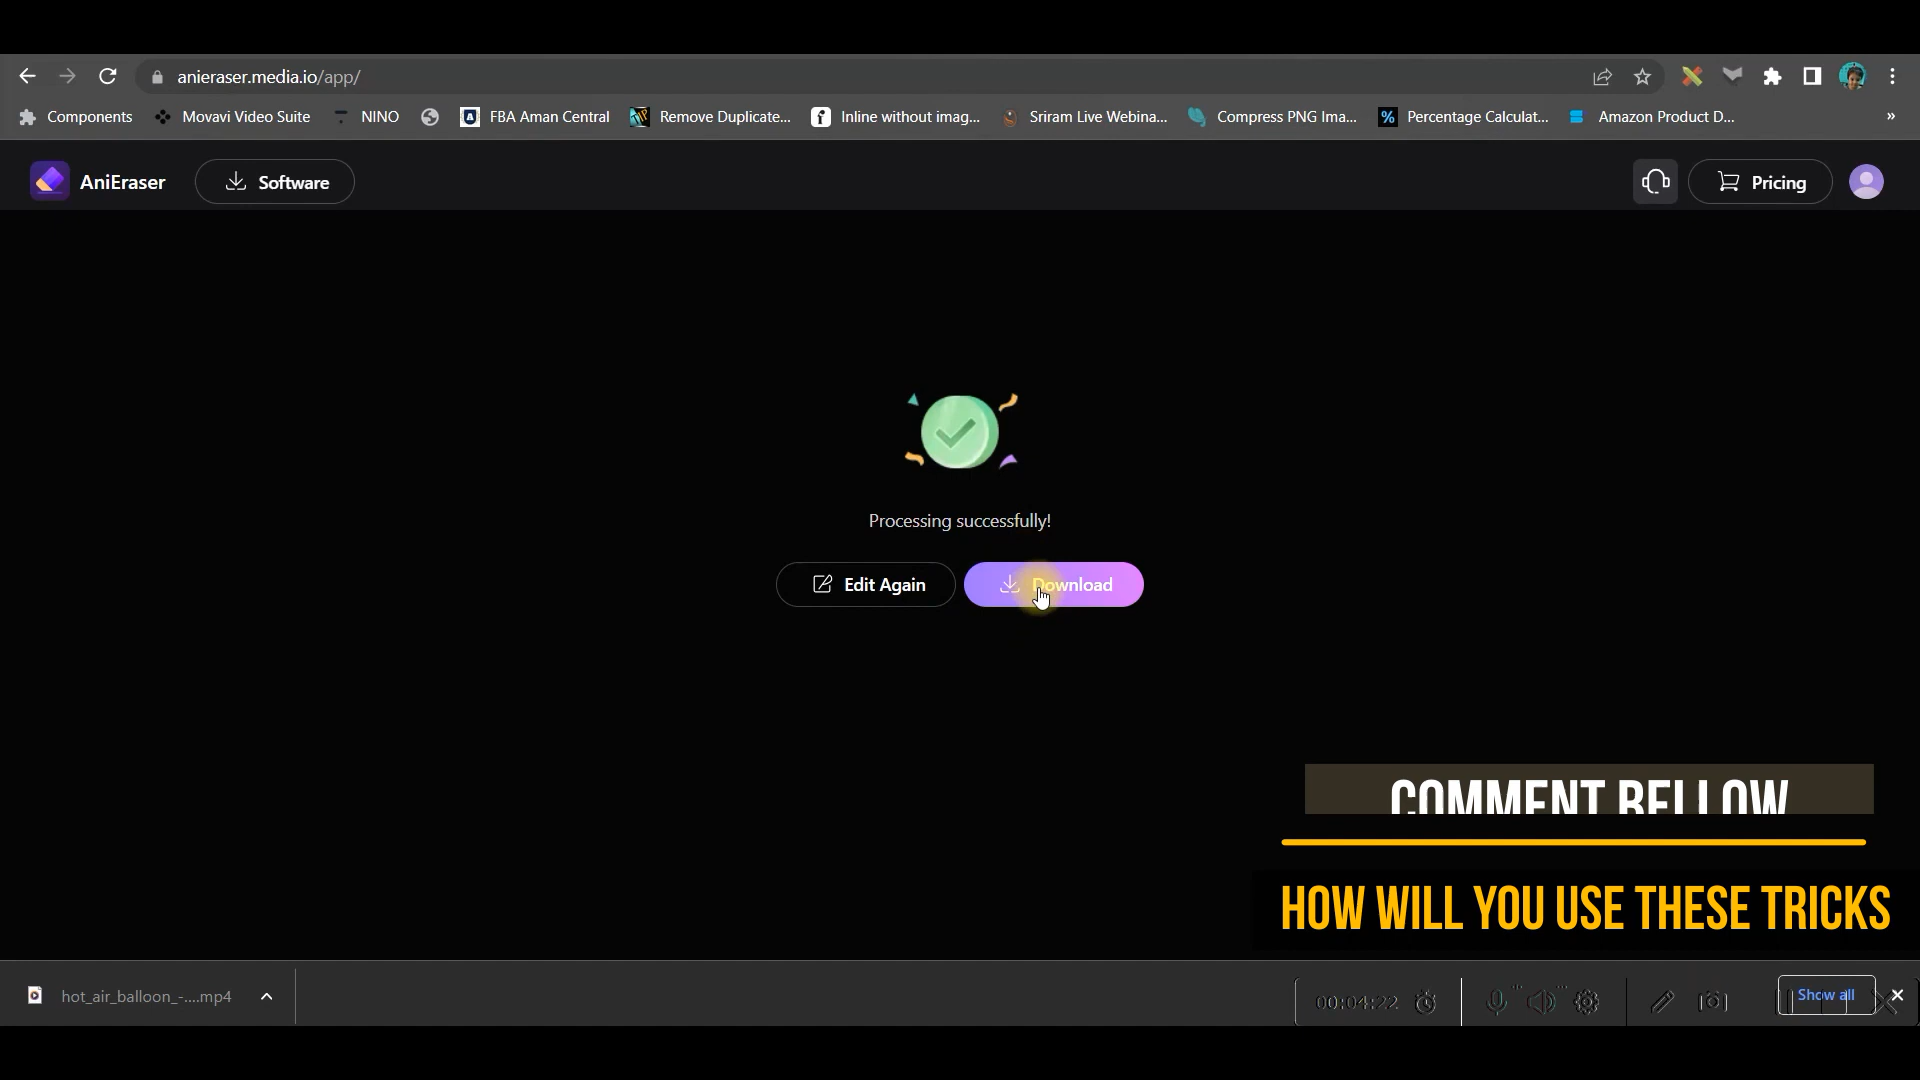 anieraser.media.io/app/
Components Movavi Video Suite NINO FBA Aman Central Remove Duplicate... Inline without imag... Sriram Live Webina... Compress PNG Ima... Percentage Calculat... Amazon Product D... »
AniEraser Software Pricing
Processing successfully!
Edit Again Download
COMMENT BELLOW
HOW WILL YOU USE THESE TRICKS
hot_air_balloon_-....mp4 00:04:22 Show all